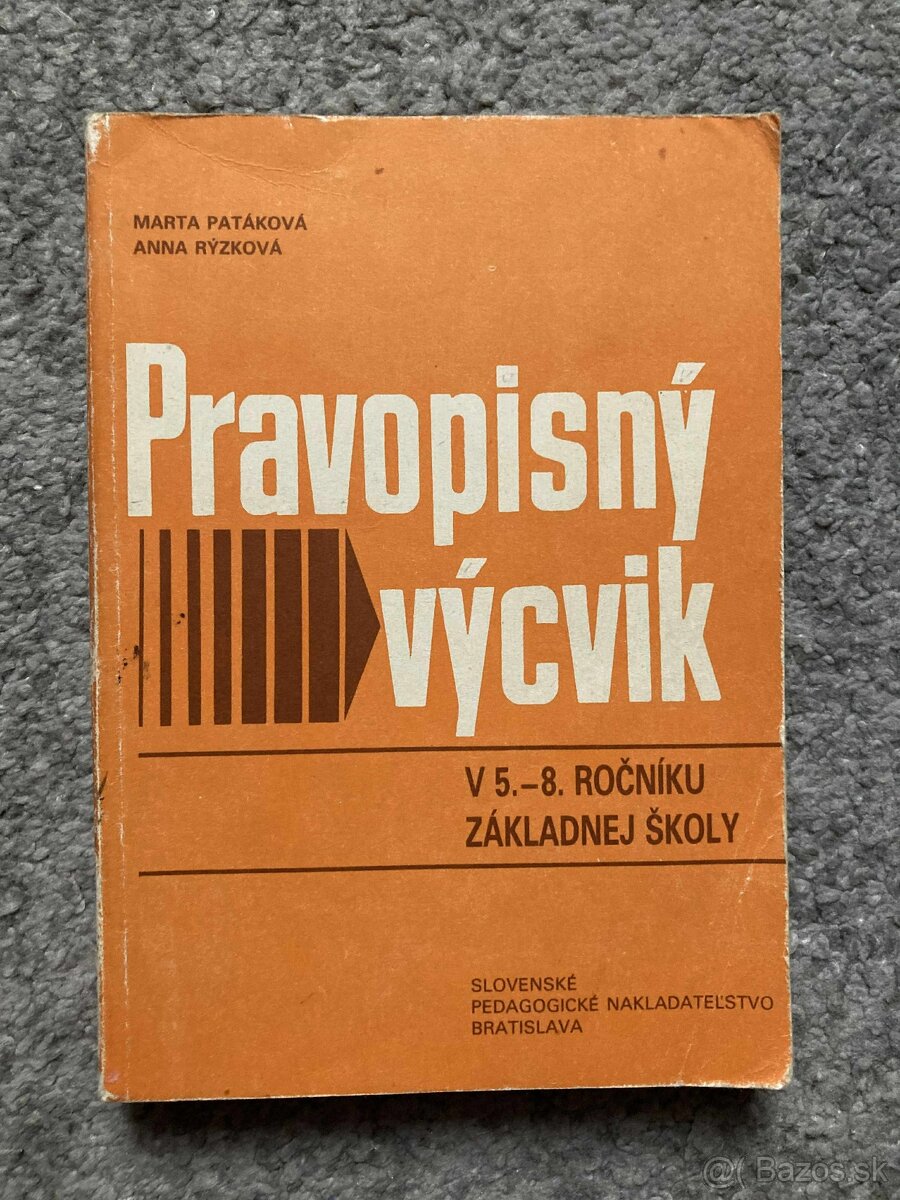 MARTA PATÁKOVÁ
ANNA RÝZKOVÁ
Pravopisný
výcvik
V 5.–8. ROČNÍKU
ZÁKLADNEJ ŠKOLY
SLOVENSKÉ
PEDAGOGICKÉ NAKLADATEĽSTVO
BRATISLAVA
@( Bazos.sk